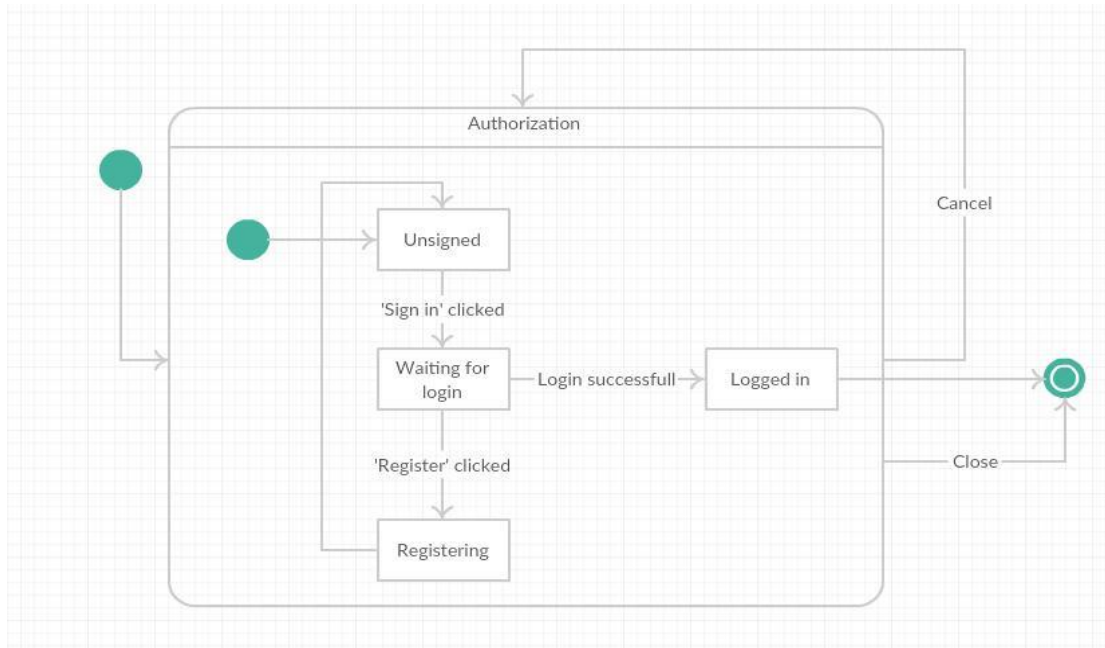 Authorization
Cancel
Unsigned
'Sign in' clicked
Waiting for
login
Login successfull
Logged in
Close
'Register' clicked
Registering